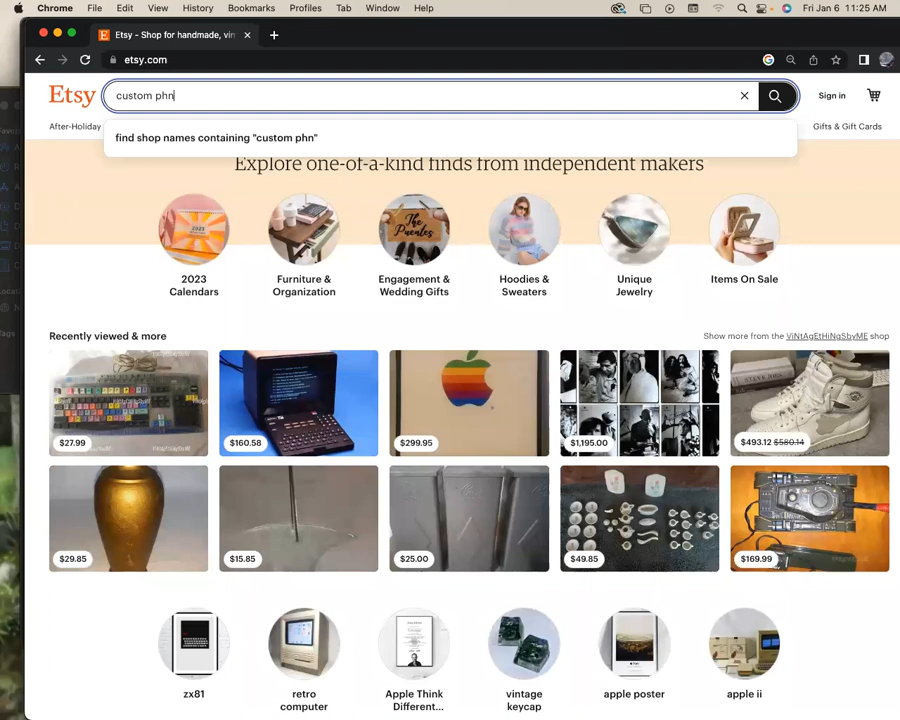 Chrome File Edit View History Bookmarks Profiles Tab Window Help Fri Jan 6 11:25 AM
Etsy - Shop for handmade, vin
etsy.com
Etsy
custom phn
Sign in
After-Holiday
Gifts & Gift Cards
find shop names containing "custom phn"
Explore one-of-a-kind finds from independent makers
2023
The
Puentes
2023
Calendars
Furniture &
Organization
Engagement &
Wedding Gifts
Hoodies &
Sweaters
Unique
Jewelry
Items On Sale
Recently viewed & more
Show more from the ViNtAgEtHiNgSbyME shop
STEVE JOBS
$27.99
$160.58
$299.95
$1,195.00
$493.12 $580.14
$29.85
$15.85
$25.00
$49.85
$169.99
zx81
retro
computer
Apple Think
Different...
vintage
keycap
apple poster
apple ii